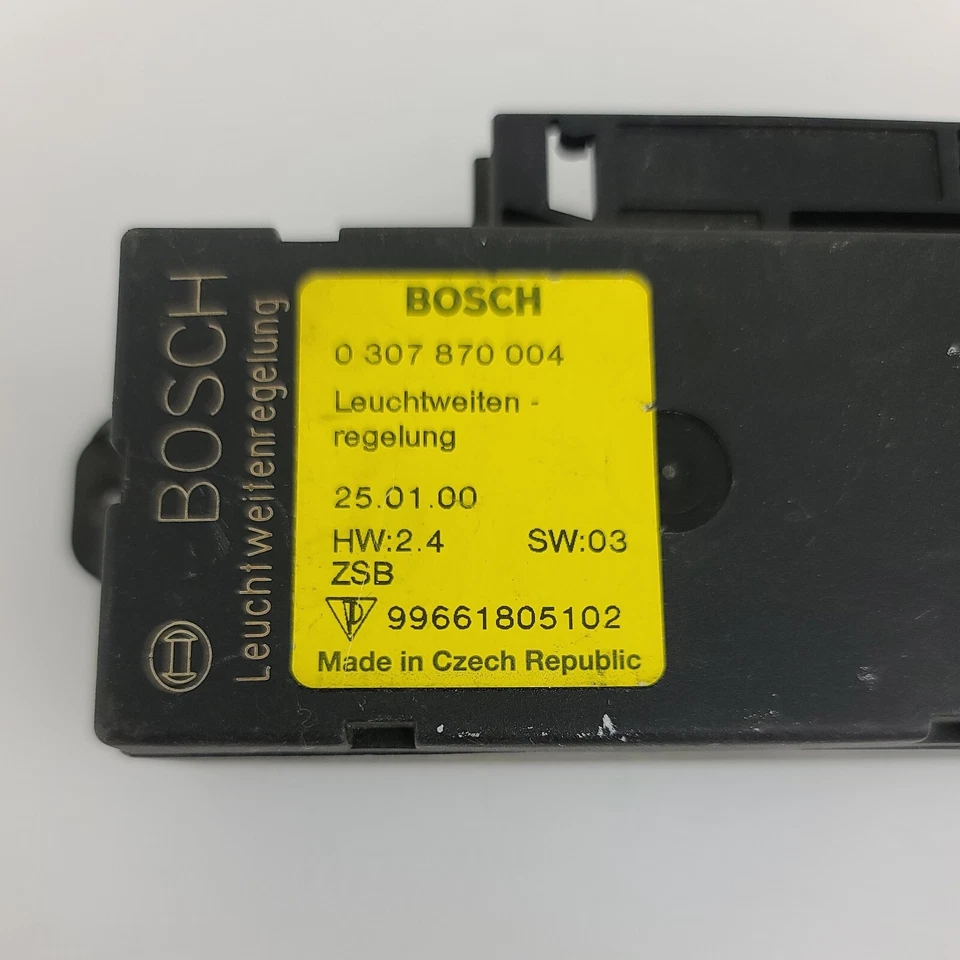 BOSCH
Leuchtweitenregelung
BOSCH
0 307 870 004
Leuchtweiten -
regelung
25.01.00
HW:2.4 SW:03
ZSB
99661805102
Made in Czech Republic